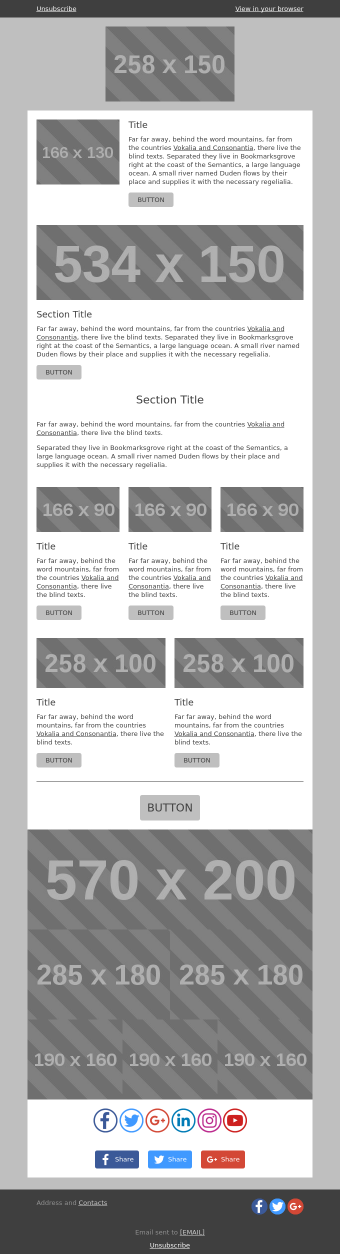 Unsubscribe
View in your browser
258 x 150
166 x 130
Title
Far far away, behind the word mountains, far from
the countries Vokalia and Consonantia, there live the
blind texts. Separated they live in Bookmarksgrove
right at the coast of the Semantics, a large language
ocean. A small river named Duden flows by their
place and supplies it with the necessary regelialia.
BUTTON
534 x 150
Section Title
Far far away, behind the word mountains, far from the countries Vokalia and
Consonantia, there live the blind texts. Separated they live in Bookmarksgrove
right at the coast of the Semantics, a large language ocean. A small river named
Duden flows by their place and supplies it with the necessary regelialia.
BUTTON
Section Title
Far far away, behind the word mountains, far from the countries Vokalia and
Consonantia, there live the blind texts.
Separated they live in Bookmarksgrove right at the coast of the Semantics, a
large language ocean. A small river named Duden flows by their place and
supplies it with the necessary regelialia.
166 x 90
Title
Far far away, behind the
word mountains, far from
the countries Vokalia and
Consonantia, there live
the blind texts.
BUTTON
166 x 90
Title
Far far away, behind the
word mountains, far from
the countries Vokalia and
Consonantia, there live
the blind texts.
BUTTON
166 x 90
Title
Far far away, behind the
word mountains, far from
the countries Vokalia and
Consonantia, there live
the blind texts.
BUTTON
258 x 100
Title
Far far away, behind the word
mountains, far from the countries
Vokalia and Consonantia, there live the
blind texts.
BUTTON
258 x 100
Title
Far far away, behind the word
mountains, far from the countries
Vokalia and Consonantia, there live the
blind texts.
BUTTON
BUTTON
570 x 200
285 x 180
285 x 180
190 x 160
190 x 160
190 x 160
Share
Share
G+ Share
Address and Contacts
Email sent to [EMAIL]
Unsubscribe